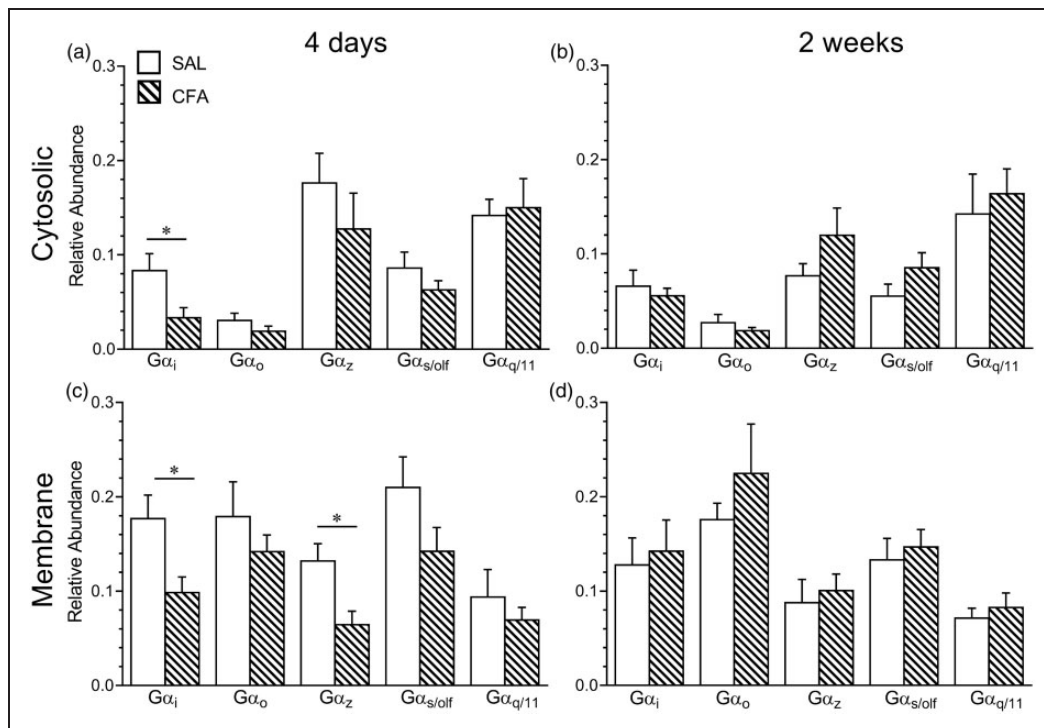 4 days
2 weeks
(a)
(b)
SAL
CFA
Cytosolic
Relative Abundance
0.3
0.2
0.1
0.0
*
Gαi Gαo Gαz Gαs/olf Gαq/11
0.3
0.2
0.1
0.0
Gαi Gαo Gαz Gαs/olf Gαq/11
(c)
(d)
Membrane
Relative Abundance
0.3
0.2
0.1
0.0
*
*
Gαi Gαo Gαz Gαs/olf Gαq/11
0.3
0.2
0.1
0.0
Gαi Gαo Gαz Gαs/olf Gαq/11